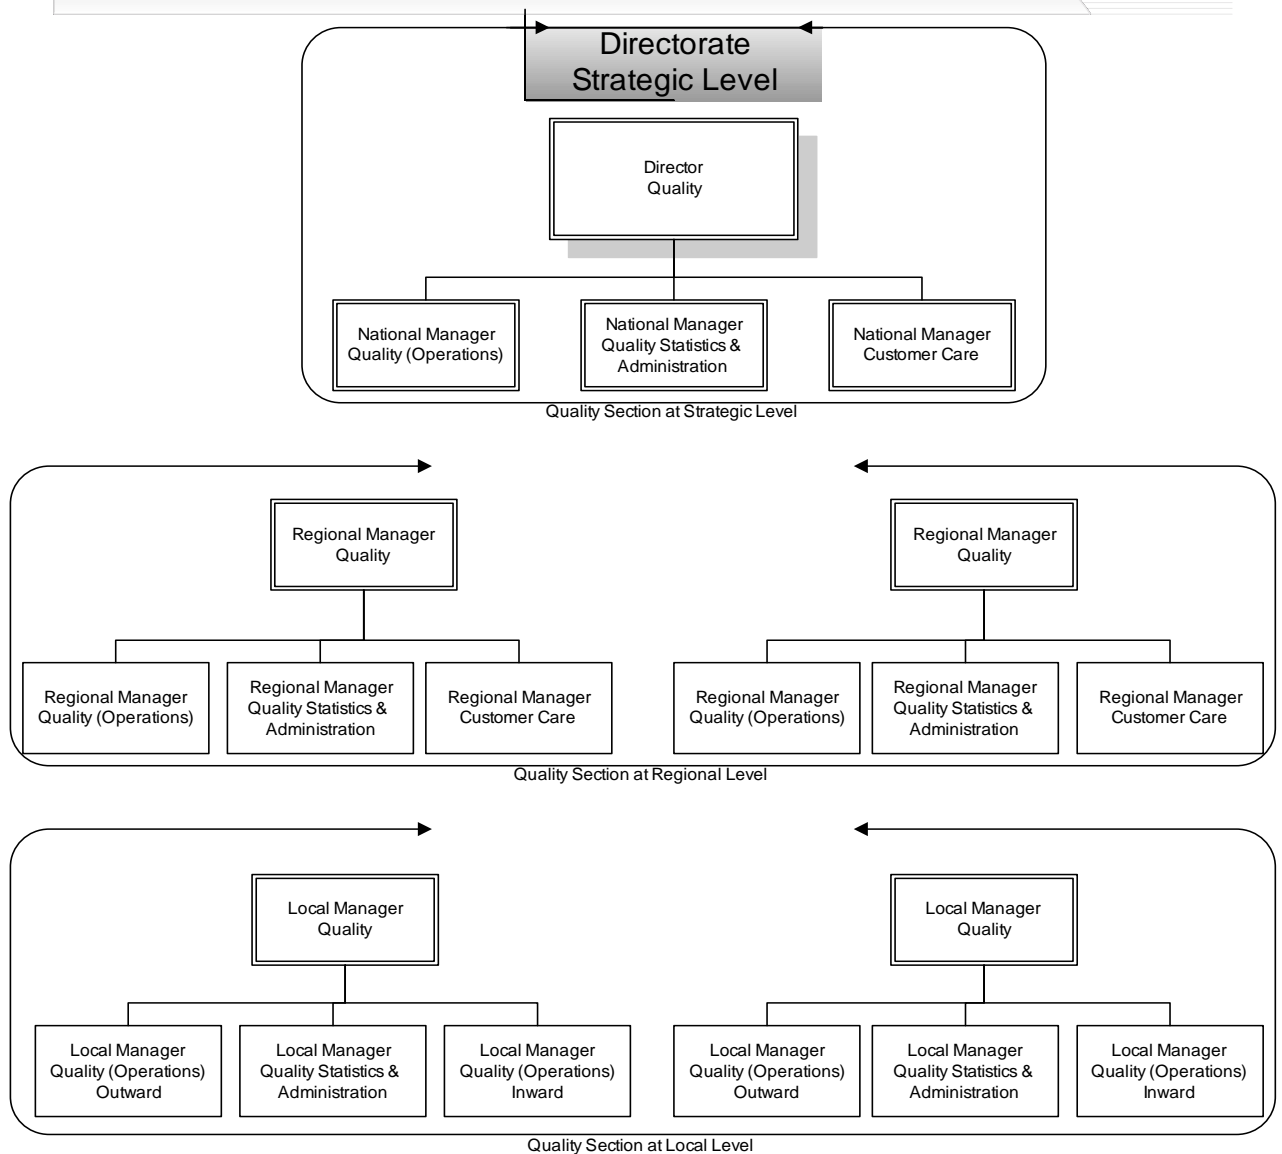 Directorate
Strategic Level
Director
Quality
National Manager
Quality (Operations)
National Manager
Quality Statistics &
Administration
National Manager
Customer Care
Quality Section at Strategic Level
Regional Manager
Quality
Regional Manager
Quality
Regional Manager
Quality (Operations)
Regional Manager
Quality Statistics &
Administration
Regional Manager
Customer Care
Regional Manager
Quality (Operations)
Regional Manager
Quality Statistics &
Administration
Regional Manager
Customer Care
Quality Section at Regional Level
Local Manager
Quality
Local Manager
Quality
Local Manager
Quality (Operations)
Outward
Local Manager
Quality Statistics &
Administration
Local Manager
Quality (Operations)
Inward
Local Manager
Quality (Operations)
Outward
Local Manager
Quality Statistics &
Administration
Local Manager
Quality (Operations)
Inward
Quality Section at Local Level